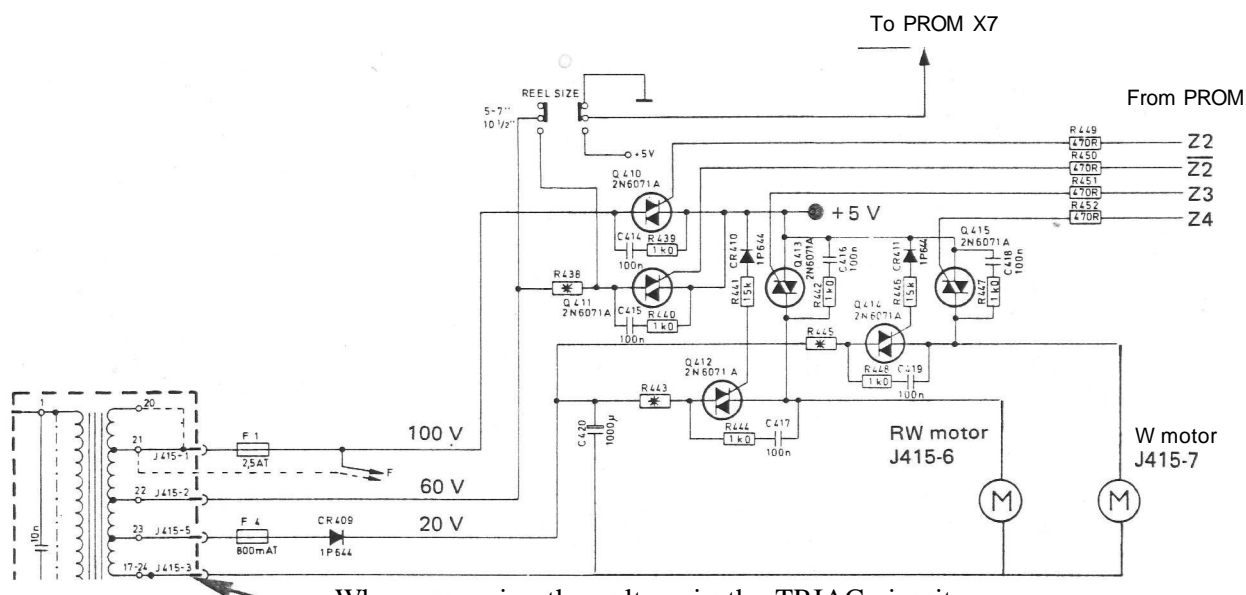 To PROM X7
From PROM
REEL SIZE
5-7"
10 1/2"
+5V
R449
470R
Z2
R450
470R
Z2
R451
470R
Z3
R452
470R
Z4
Q410
2N6071A
+5 V
C414
100n
R439
1k0
CR410
1P644
R441
15k
Q413
2N6071A
C416
100n
R442
1k0
CR411
1P644
R446
15k
Q415
2N6071A
C418
100n
R447
1k0
R438
Q411
2N6071A
C415
100n
R440
1k0
Q414
2N6071A
R445
R448
1k0
C419
100n
Q412
2N6071A
R443
R444
1k0
C417
100n
C420
1000µ
1
20
21
J415-1
F1
2,5AT
100 V
F
22
J415-2
60 V
23
J415-5
F4
800mAT
CR409
1P644
20 V
10n
17-24
J415-3
RW motor
J415-6
W motor
J415-7
M
M